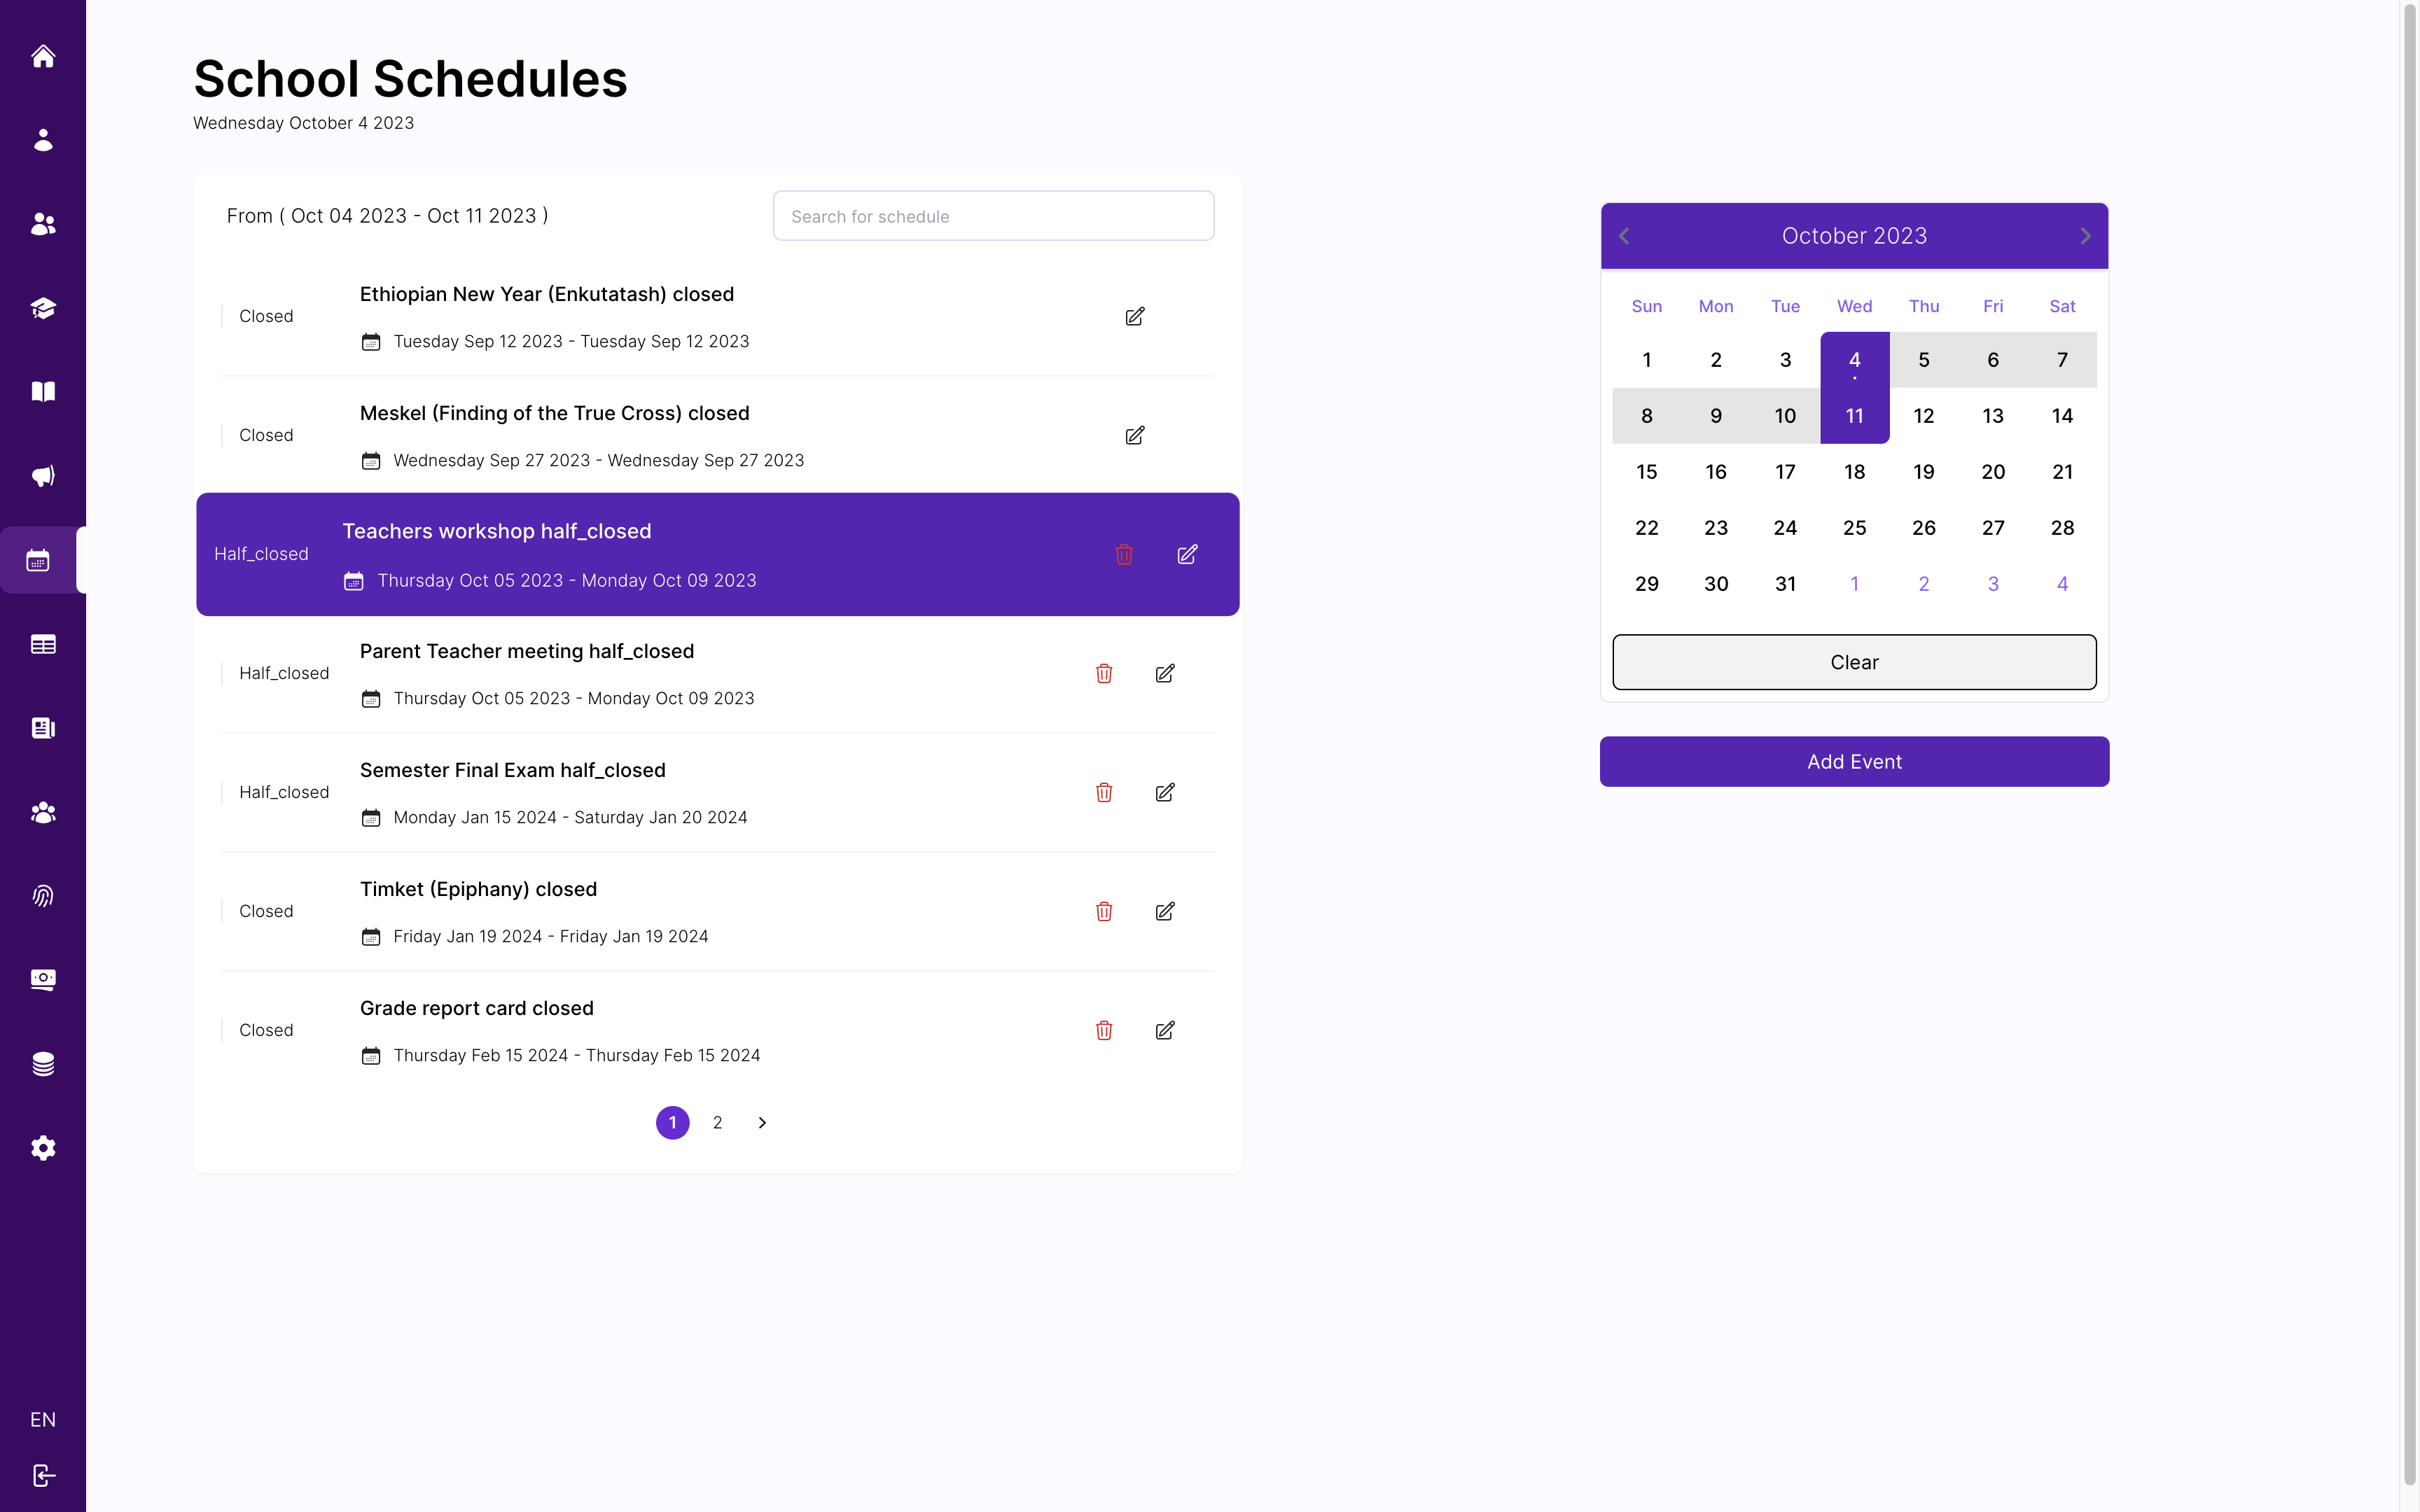 School Schedules
Wednesday October 4 2023
From ( Oct 04 2023 - Oct 11 2023 )
Search for schedule
Closed
Ethiopian New Year (Enkutatash) closed
Tuesday Sep 12 2023 - Tuesday Sep 12 2023
Closed
Meskel (Finding of the True Cross) closed
Wednesday Sep 27 2023 - Wednesday Sep 27 2023
Half_closed
Teachers workshop half_closed
Thursday Oct 05 2023 - Monday Oct 09 2023
Half_closed
Parent Teacher meeting half_closed
Thursday Oct 05 2023 - Monday Oct 09 2023
Half_closed
Semester Final Exam half_closed
Monday Jan 15 2024 - Saturday Jan 20 2024
Closed
Timket (Epiphany) closed
Friday Jan 19 2024 - Friday Jan 19 2024
Closed
Grade report card closed
Thursday Feb 15 2024 - Thursday Feb 15 2024
1 2
October 2023
Sun Mon Tue Wed Thu Fri Sat
1 2 3 4 5 6 7
8 9 10 11 12 13 14
15 16 17 18 19 20 21
22 23 24 25 26 27 28
29 30 31 1 2 3 4
Clear
Add Event
EN